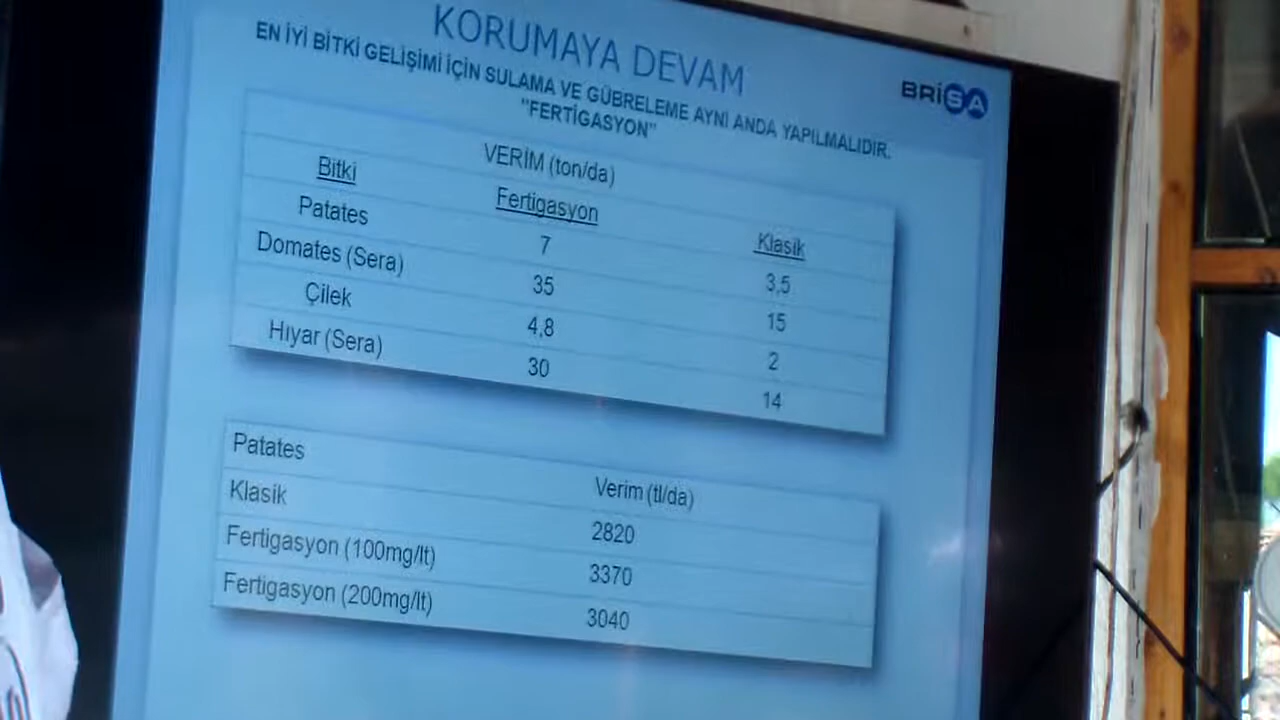 KORUMAYA DEVAM
BRİSA
EN İYİ BİTKİ GELİŞİMİ İÇİN SULAMA VE GÜBRELEME AYNI ANDA YAPILMALIDIR.
"FERTİGASYON"
VERİM (ton/da)
Bitki Fertigasyon Klasik
Patates 7 3,5
Domates (Sera) 35 15
Çilek 4,8 2
Hıyar (Sera) 30 14
Patates Verim (tl/da)
Klasik 2820
Fertigasyon (100mg/lt) 3370
Fertigasyon (200mg/lt) 3040